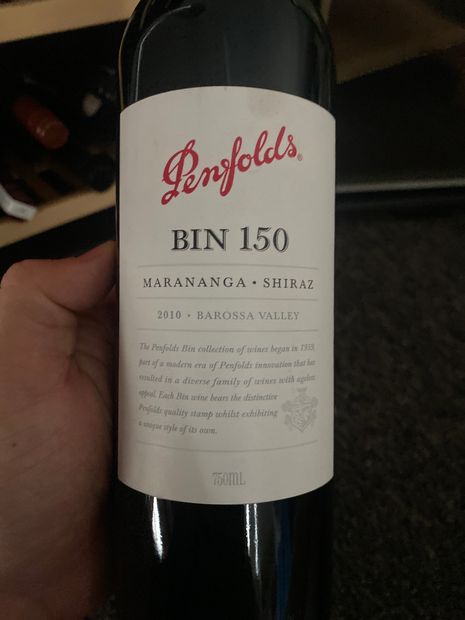 Penfolds®
BIN 150
MARANANGA • SHIRAZ
2010 • BAROSSA VALLEY
The Penfolds Bin collection of wines began in 1959,
part of a modern era of Penfolds innovation that has
resulted in a diverse family of wines with ageless
appeal. Each Bin wine bears the distinctive
Penfolds quality stamp whilst exhibiting
a unique style of its own.
750ML